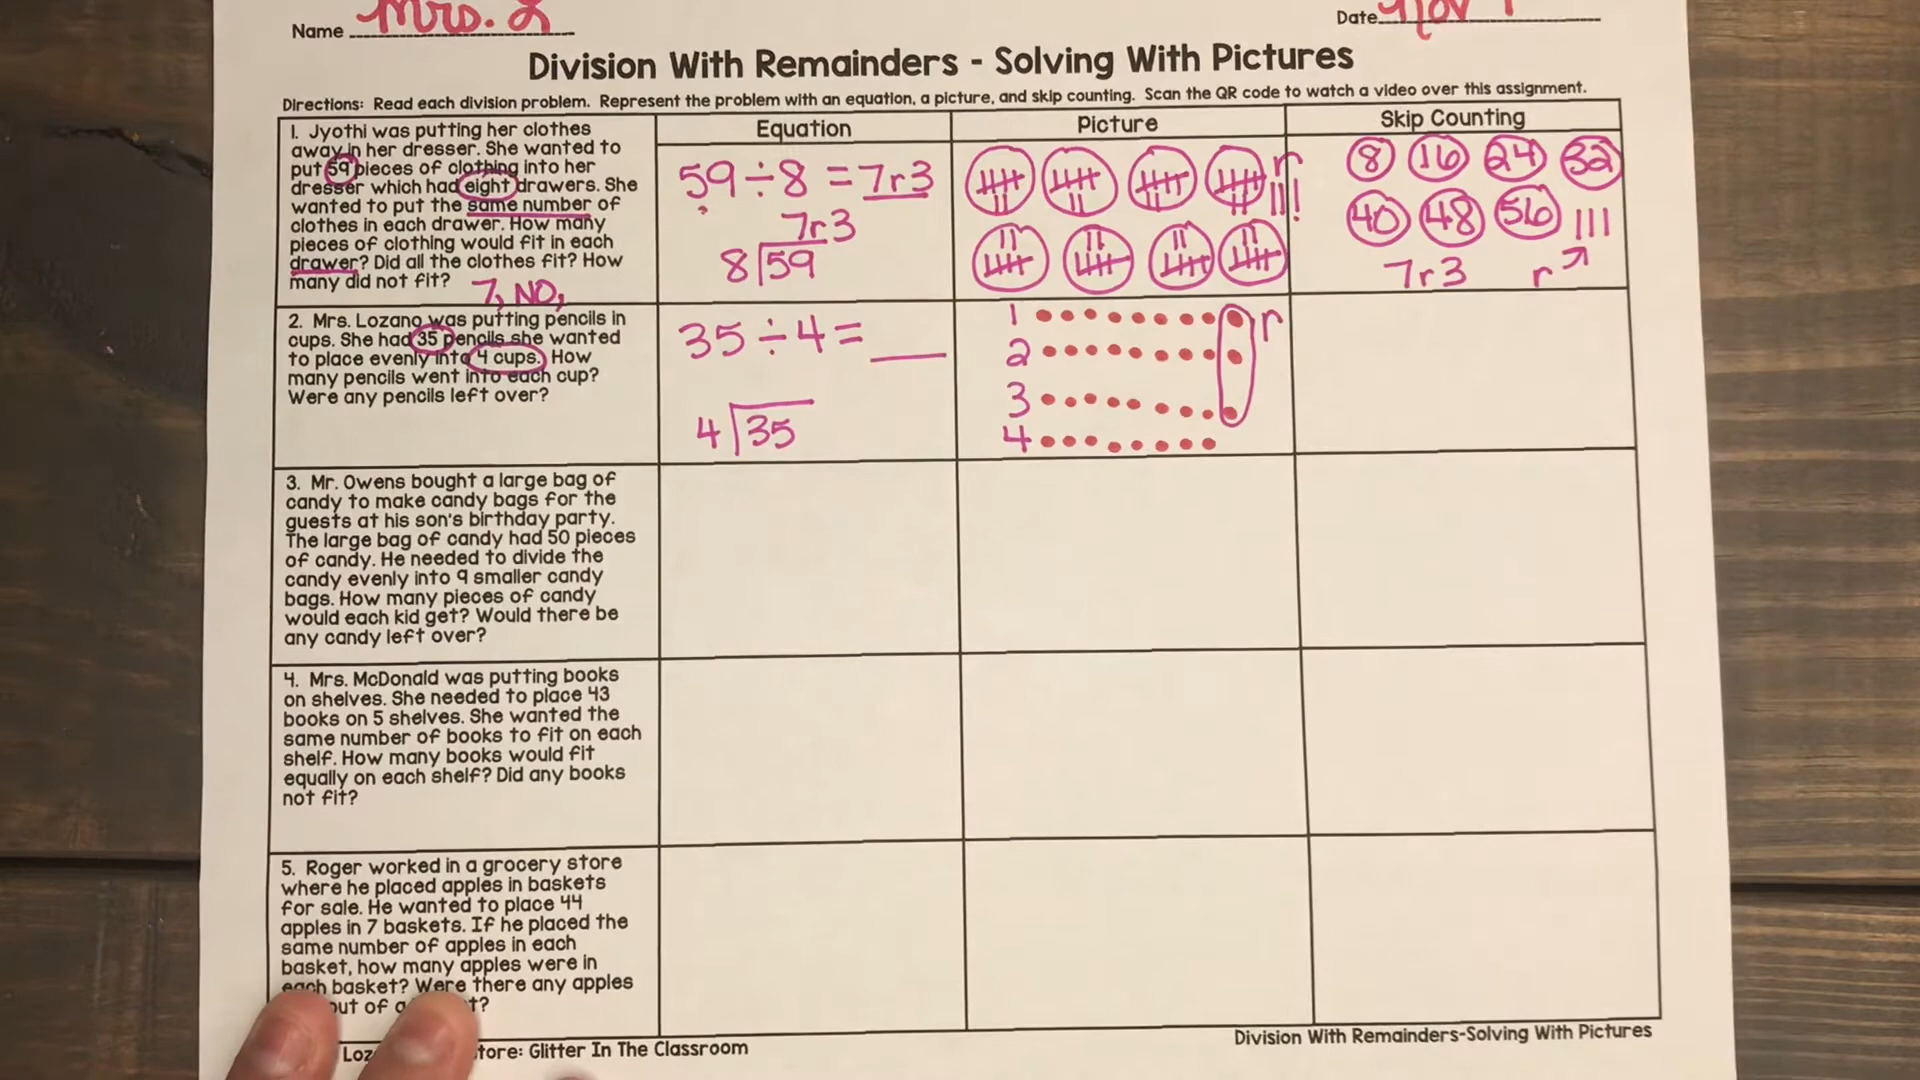 Name Mrs. L
Date Nov 1
Division With Remainders - Solving With Pictures
Directions: Read each division problem. Represent the problem with an equation, a picture, and skip counting. Scan the QR code to watch a video over this assignment.
Equation
Picture
Skip Counting
1. Jyothi was putting her clothes
away in her dresser. She wanted to
put 59 pieces of clothing into her
dresser which had eight drawers. She
wanted to put the same number of
clothes in each drawer. How many
pieces of clothing would fit in each
drawer? Did all the clothes fit? How
many did not fit? 7, NO,
59 ÷ 8 = 7r3
7r3
8 59
r
8 16 24 32
40 48 56
7r3 r
2. Mrs. Lozano was putting pencils in
cups. She had 35 pencils she wanted
to place evenly into 4 cups. How
many pencils went into each cup?
Were any pencils left over?
35 ÷ 4 = __
4 35
1 r
2
3
4
3. Mr. Owens bought a large bag of
candy to make candy bags for the
guests at his son's birthday party.
The large bag of candy had 50 pieces
of candy. He needed to divide the
candy evenly into 9 smaller candy
bags. How many pieces of candy
would each kid get? Would there be
any candy left over?
4. Mrs. McDonald was putting books
on shelves. She needed to place 43
books on 5 shelves. She wanted the
same number of books to fit on each
shelf. How many books would fit
equally on each shelf? Did any books
not fit?
5. Roger worked in a grocery store
where he placed apples in baskets
for sale. He wanted to place 44
apples in 7 baskets. If he placed the
same number of apples in each
basket, how many apples were in
each basket? Were there any apples
out of a
Glitter In The Classroom
Division With Remainders-Solving With Pictures